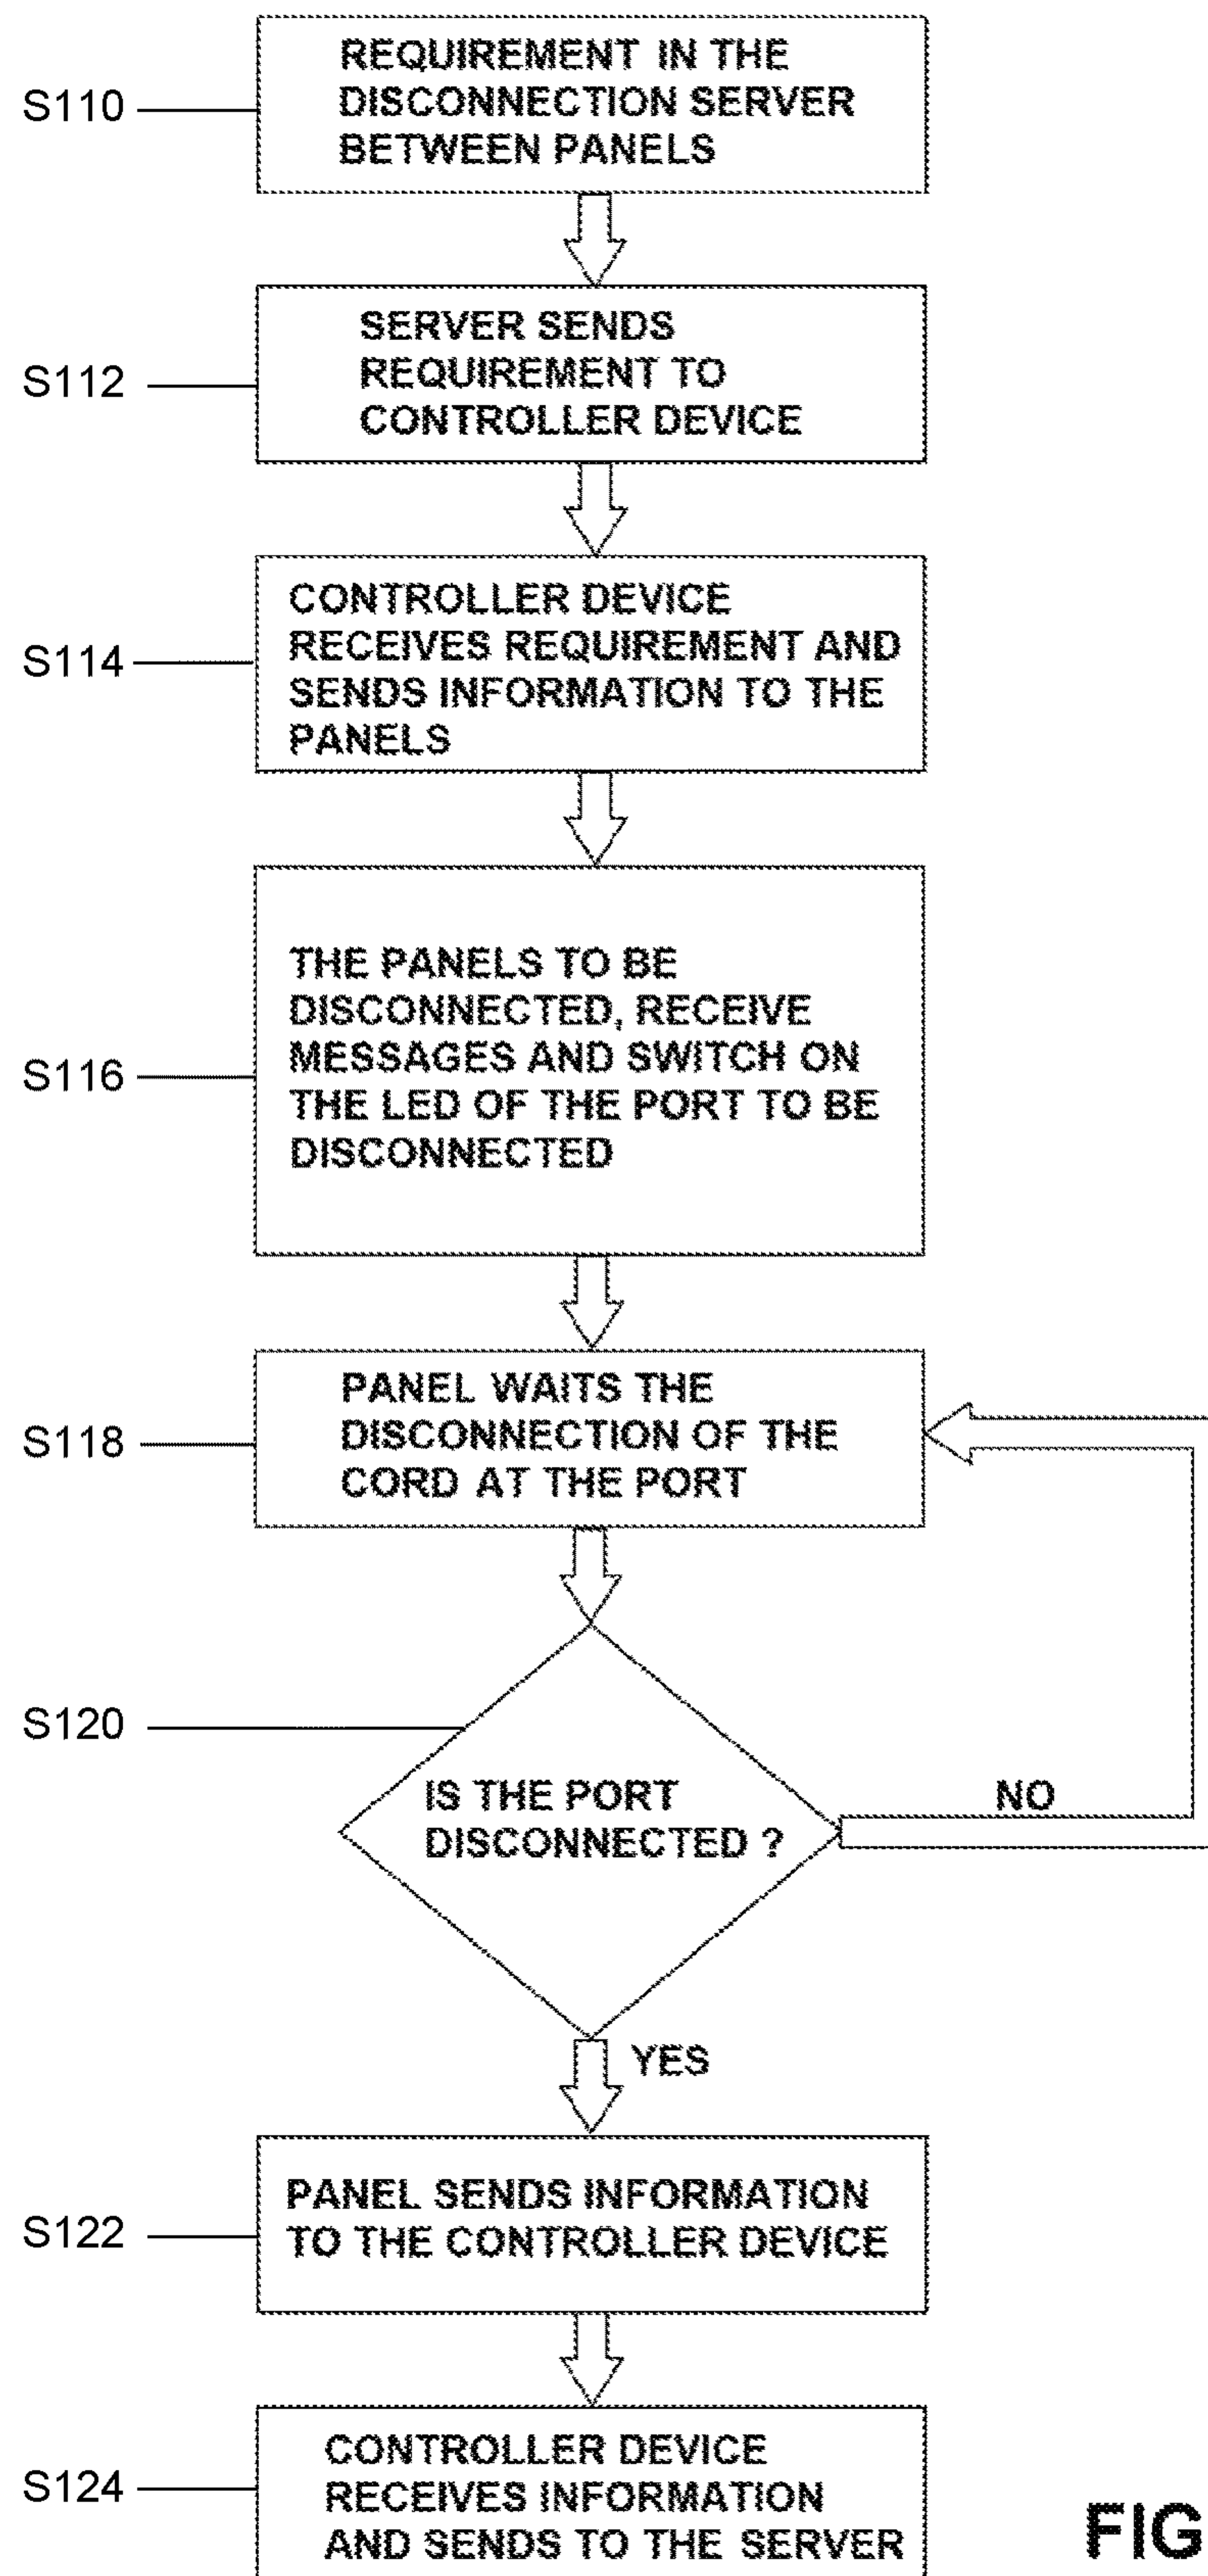 S110
REQUIREMENT IN THE
DISCONNECTION SERVER
BETWEEN PANELS
S112
SERVER SENDS
REQUIREMENT TO
CONTROLLER DEVICE
S114
CONTROLLER DEVICE
RECEIVES REQUIREMENT AND
SENDS INFORMATION TO THE
PANELS
S116
THE PANELS TO BE
DISCONNECTED, RECEIVE
MESSAGES AND SWITCH ON
THE LED OF THE PORT TO BE
DISCONNECTED
S118
PANEL WAITS THE
DISCONNECTION OF THE
CORD AT THE PORT
S120
IS THE PORT
DISCONNECTED ?
NO
YES
S122
PANEL SENDS INFORMATION
TO THE CONTROLLER DEVICE
S124
CONTROLLER DEVICE
RECEIVES INFORMATION
AND SENDS TO THE SERVER
FIG